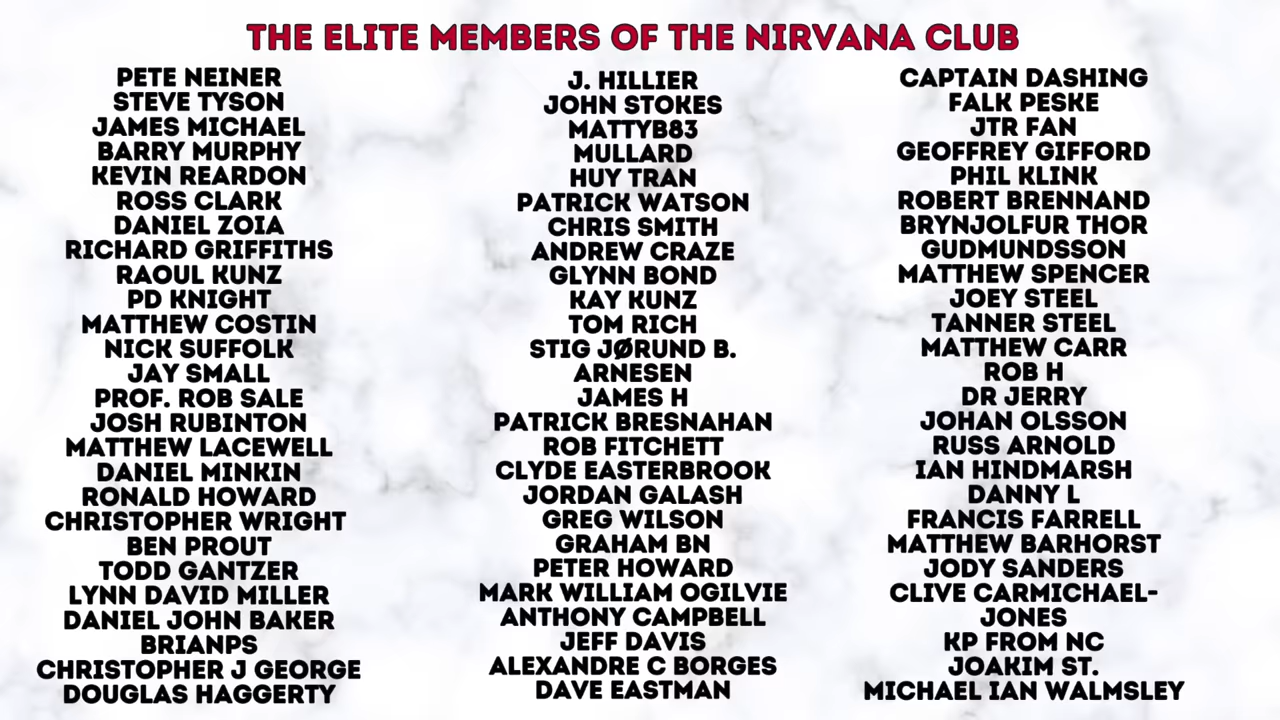 THE ELITE MEMBERS OF THE NIRVANA CLUB
PETE NEINER
STEVE TYSON
JAMES MICHAEL
BARRY MURPHY
KEVIN REARDON
ROSS CLARK
DANIEL ZOIA
RICHARD GRIFFITHS
RAOUL KUNZ
PD KNIGHT
MATTHEW COSTIN
NICK SUFFOLK
JAY SMALL
PROF. ROB SALE
JOSH RUBINTON
MATTHEW LACEWELL
DANIEL MINKIN
RONALD HOWARD
CHRISTOPHER WRIGHT
BEN PROUT
TODD GANTZER
LYNN DAVID MILLER
DANIEL JOHN BAKER
BRIANPS
CHRISTOPHER J GEORGE
DOUGLAS HAGGERTY
J. HILLIER
JOHN STOKES
MATTYB83
MULLARD
HUY TRAN
PATRICK WATSON
CHRIS SMITH
ANDREW CRAZE
GLYNN BOND
KAY KUNZ
TOM RICH
STIG JØRUND B.
ARNESEN
JAMES H
PATRICK BRESNAHAN
ROB FITCHETT
CLYDE EASTERBROOK
JORDAN GALASH
GREG WILSON
GRAHAM BN
PETER HOWARD
MARK WILLIAM OGILVIE
ANTHONY CAMPBELL
JEFF DAVIS
ALEXANDRE C BORGES
DAVE EASTMAN
CAPTAIN DASHING
FALK PESKE
JTR FAN
GEOFFREY GIFFORD
PHIL KLINK
ROBERT BRENNAND
BRYNJOLFUR THOR
GUDMUNDSSON
MATTHEW SPENCER
JOEY STEEL
TANNER STEEL
MATTHEW CARR
ROB H
DR JERRY
JOHAN OLSSON
RUSS ARNOLD
IAN HINDMARSH
DANNY L
FRANCIS FARRELL
MATTHEW BARHORST
JODY SANDERS
CLIVE CARMICHAEL-
JONES
KP FROM NC
JOAKIM ST.
MICHAEL IAN WALMSLEY